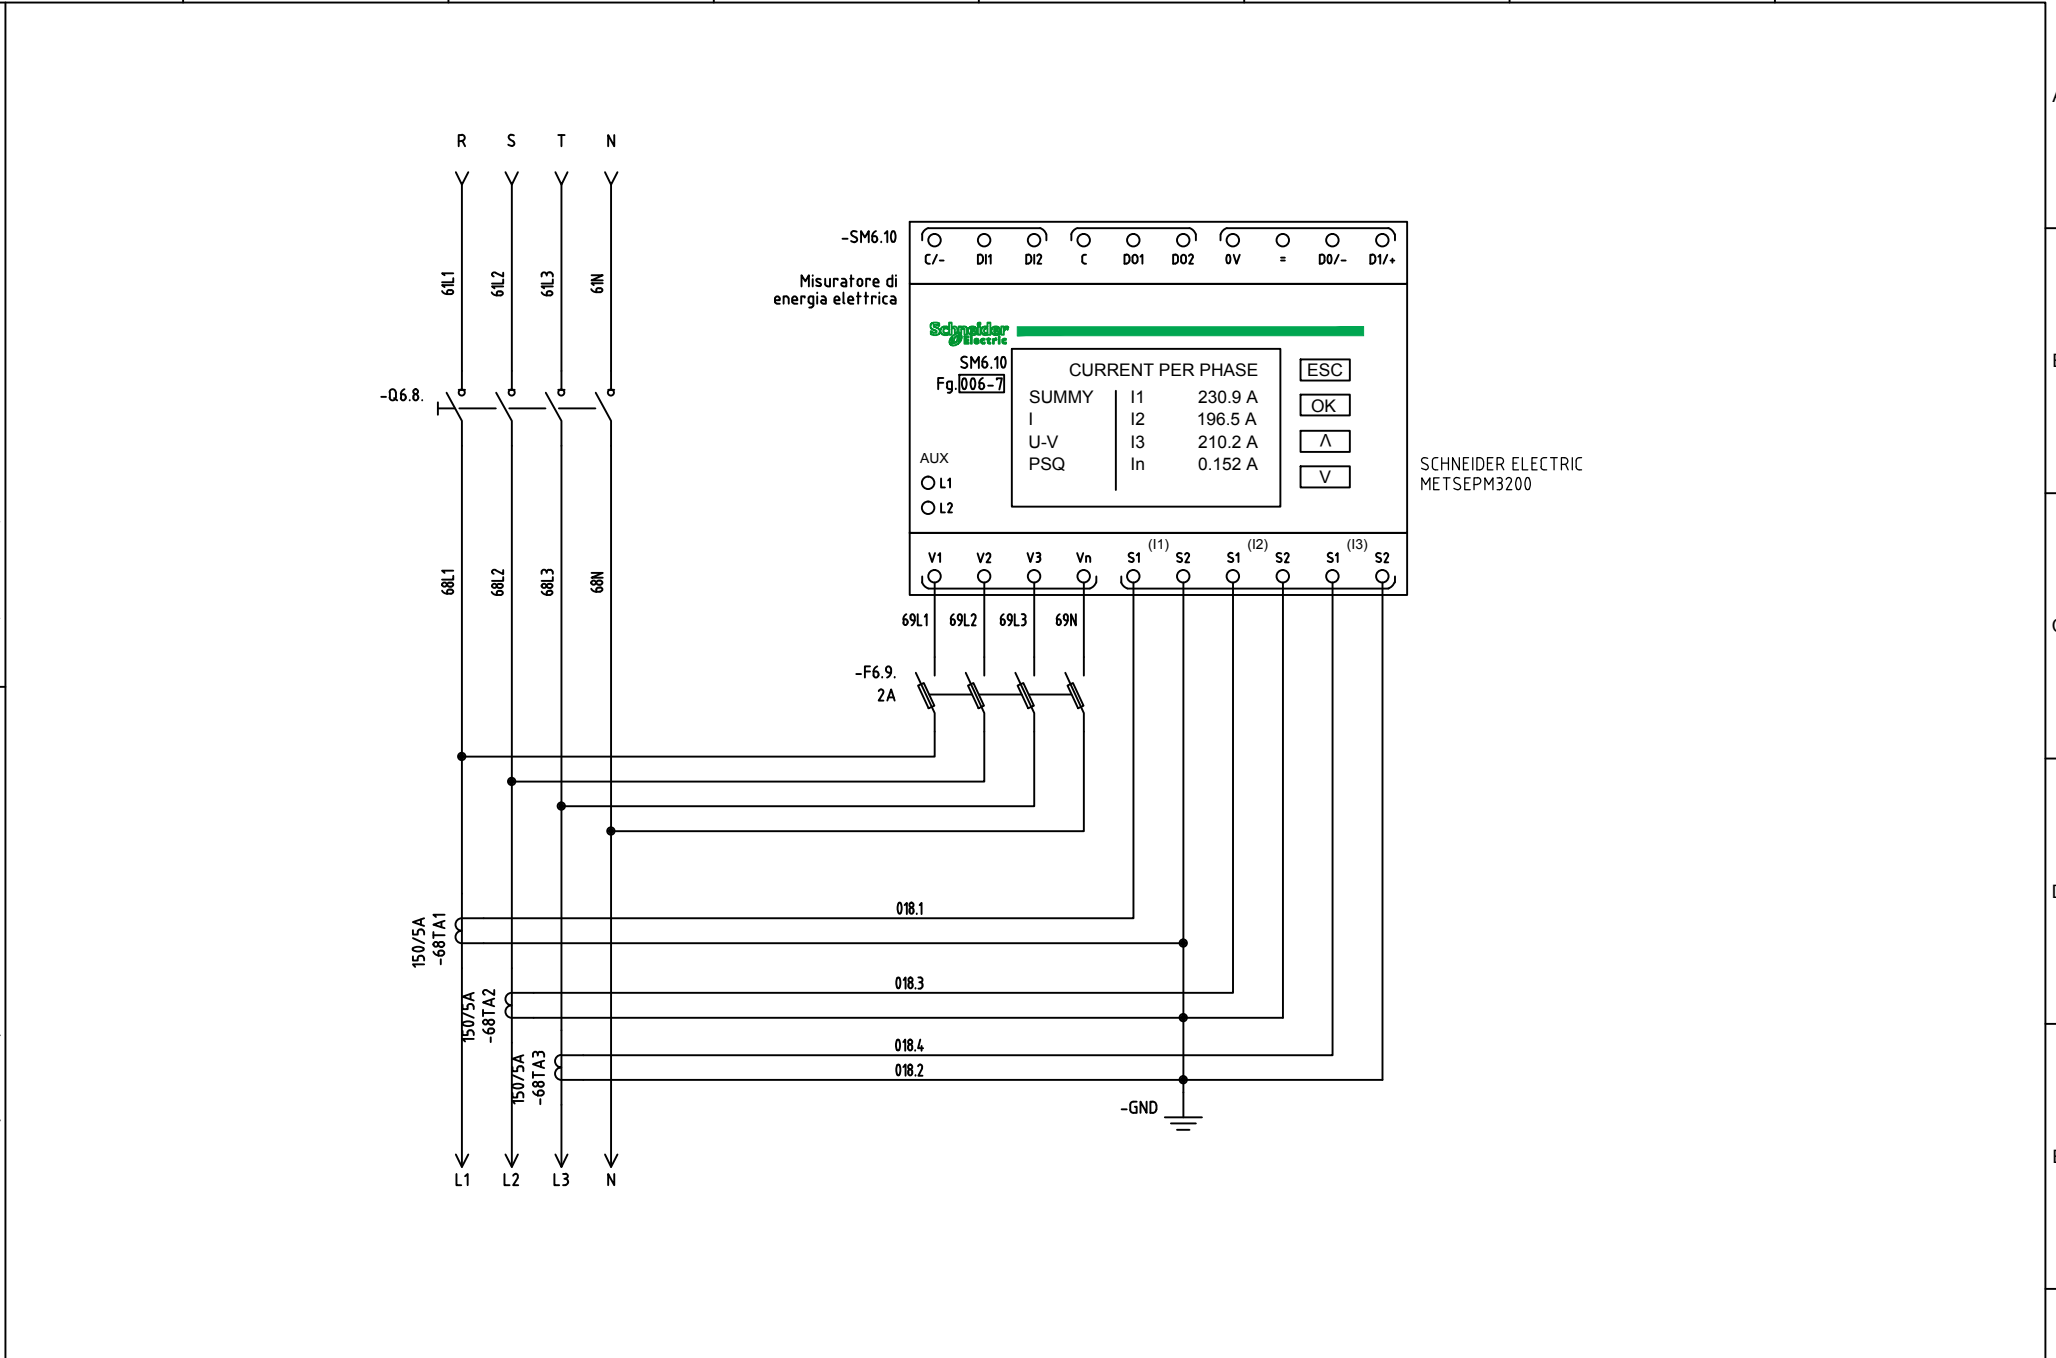 R S T N
-SM6.10
C/- DI1 DI2 C DO1 DO2 0V = D0/- D1/+
61L1 61L2 61L3 61N
Misuratore di
energia elettrica
Schneider
Electric
SM6.10
Fg.006-7
CURRENT PER PHASE
SUMMY I1 230.9 A
I I2 196.5 A
U-V I3 210.2 A
PSQ In 0.152 A
ESC
OK
Λ
V
-Q6.8.
AUX
L1
L2
SCHNEIDER ELECTRIC
METSEPM3200
(I1) (I2) (I3)
V1 V2 V3 Vn S1 S2 S1 S2 S1 S2
68L1 68L2 68L3 68N
69L1 69L2 69L3 69N
-F6.9.
2A
018.1
150/5A
-68TA1
018.3
150/5A
-68TA2
018.4
018.2
150/5A
-68TA3
-GND
L1 L2 L3 N